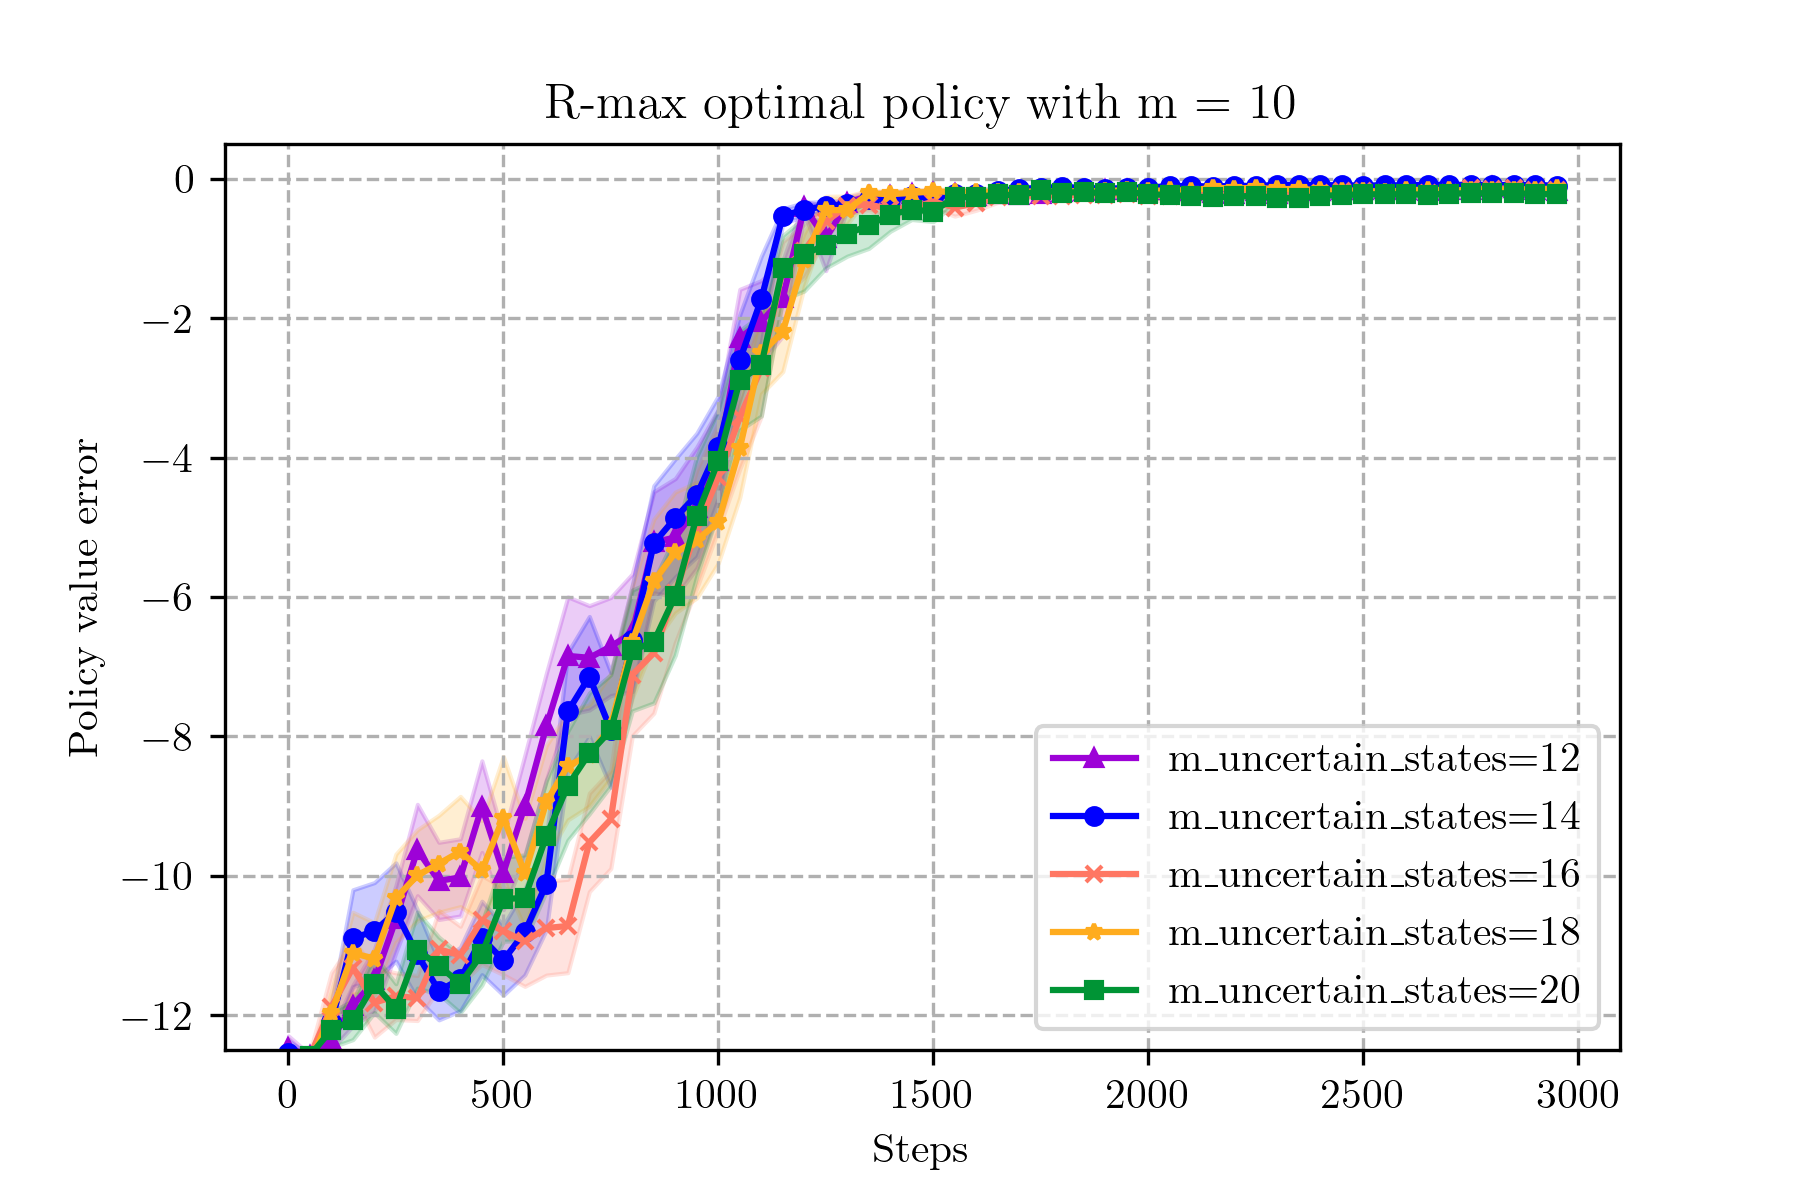 R-max optimal policy with m = 10
Policy value error
0
−2
−4
−6
−8
−10
−12
m_uncertain_states=12
m_uncertain_states=14
m_uncertain_states=16
m_uncertain_states=18
m_uncertain_states=20
0 500 1000 1500 2000 2500 3000
Steps